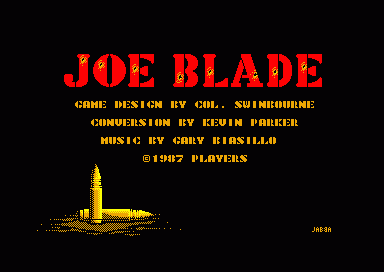 JOE BLADE
GAME DESIGN BY COL. SWINBOURNE
CONVERSION BY KEVIN PARKER
MUSIC BY GARY BIASILLO
©1987 PLAYERS
JABBA